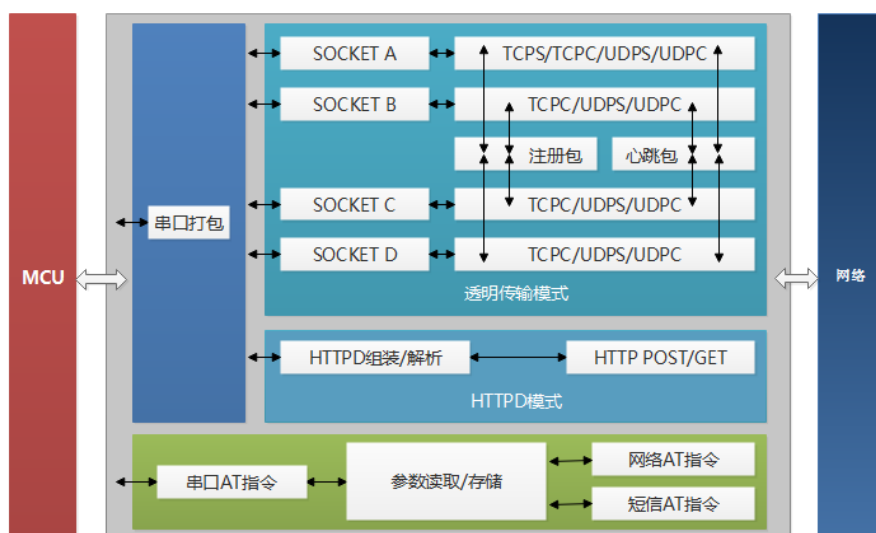 MCU
串口打包
SOCKET A
TCPS/TCPC/UDPS/UDPC
SOCKET B
TCPC/UDPS/UDPC
注册包
心跳包
SOCKET C
TCPC/UDPS/UDPC
SOCKET D
TCPC/UDPS/UDPC
透明传输模式
HTTPD组装/解析
HTTP POST/GET
HTTPD模式
串口AT指令
参数读取/存储
网络AT指令
短信AT指令
网络